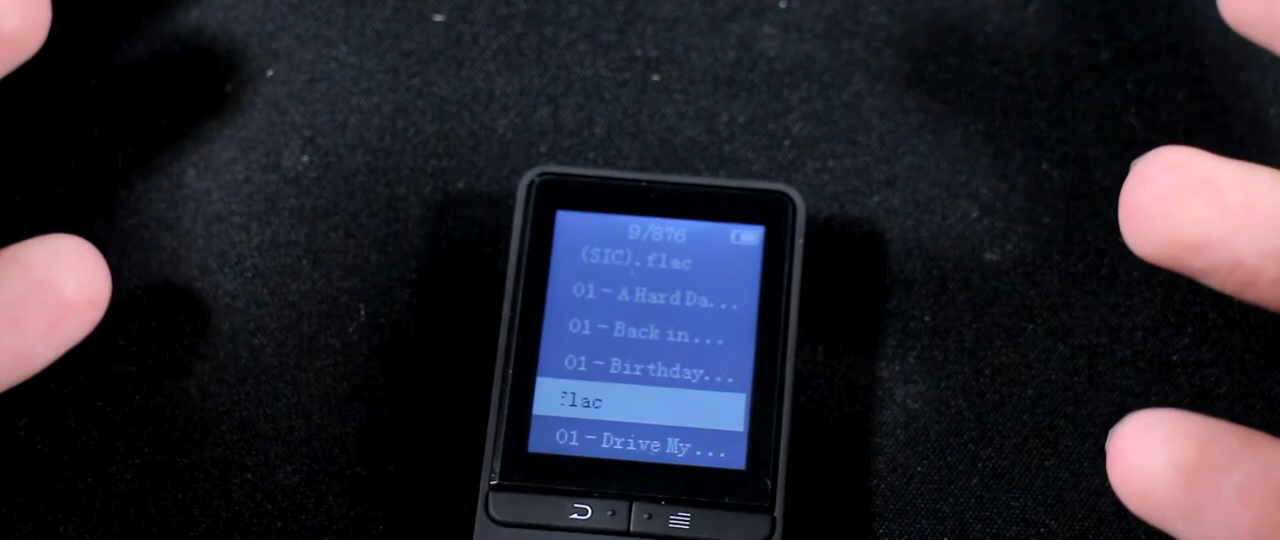 9/876
(SIC).flac
01-A Hard Da...
01-Back in...
01-Birthday...
flac
01-Drive My...